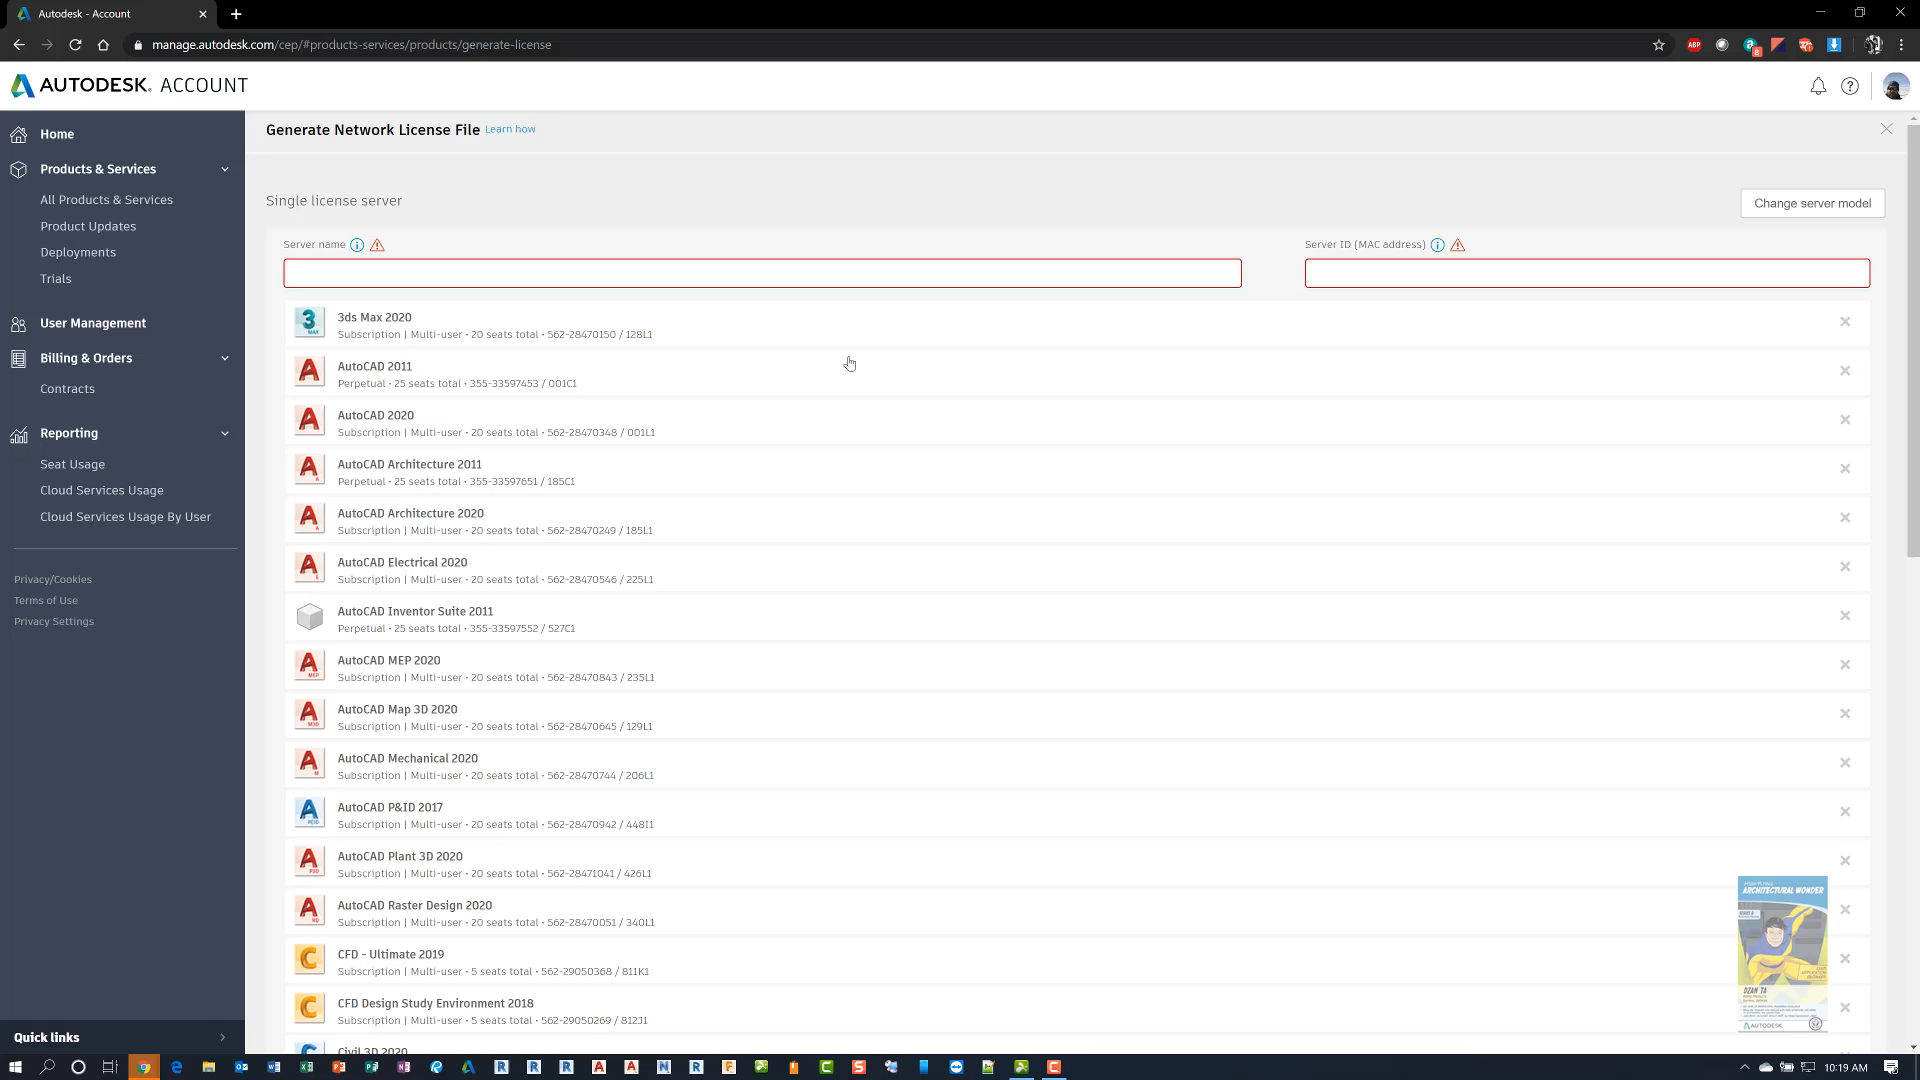 Autodesk - Account
manage.autodesk.com/cep/#products-services/products/generate-license
ABP
8
AUTODESK. ACCOUNT
Home
Products & Services
All Products & Services
Product Updates
Deployments
Trials
User Management
Billing & Orders
Contracts
Reporting
Seat Usage
Cloud Services Usage
Cloud Services Usage By User
Privacy/Cookies
Terms of Use
Privacy Settings
Quick links
Generate Network License File Learn how
Single license server
Change server model
Server name
Server ID (MAC address)
3ds Max 2020
Subscription | Multi-user • 20 seats total • 562-28470150 / 128L1
AutoCAD 2011
Perpetual • 25 seats total • 355-33597453 / 001C1
AutoCAD 2020
Subscription | Multi-user • 20 seats total • 562-28470348 / 001L1
AutoCAD Architecture 2011
Perpetual • 25 seats total • 355-33597651 / 185C1
AutoCAD Architecture 2020
Subscription | Multi-user • 20 seats total • 562-28470249 / 185L1
AutoCAD Electrical 2020
Subscription | Multi-user • 20 seats total • 562-28470546 / 225L1
AutoCAD Inventor Suite 2011
Perpetual • 25 seats total • 355-33597552 / 527C1
AutoCAD MEP 2020
Subscription | Multi-user • 20 seats total • 562-28470843 / 235L1
AutoCAD Map 3D 2020
Subscription | Multi-user • 20 seats total • 562-28470645 / 129L1
AutoCAD Mechanical 2020
Subscription | Multi-user • 20 seats total • 562-28470744 / 206L1
AutoCAD P&ID 2017
Subscription | Multi-user • 20 seats total • 562-28470942 / 448I1
AutoCAD Plant 3D 2020
Subscription | Multi-user • 20 seats total • 562-28471041 / 426L1
AutoCAD Raster Design 2020
Subscription | Multi-user • 20 seats total • 562-28470051 / 340L1
CFD - Ultimate 2019
Subscription | Multi-user • 5 seats total • 562-29050368 / 811K1
CFD Design Study Environment 2018
Subscription | Multi-user • 5 seats total • 562-29050269 / 812J1
Civil 3D 2020
ARCHITECTURAL WONDER
DZAN TA
AUTODESK
10:19 AM